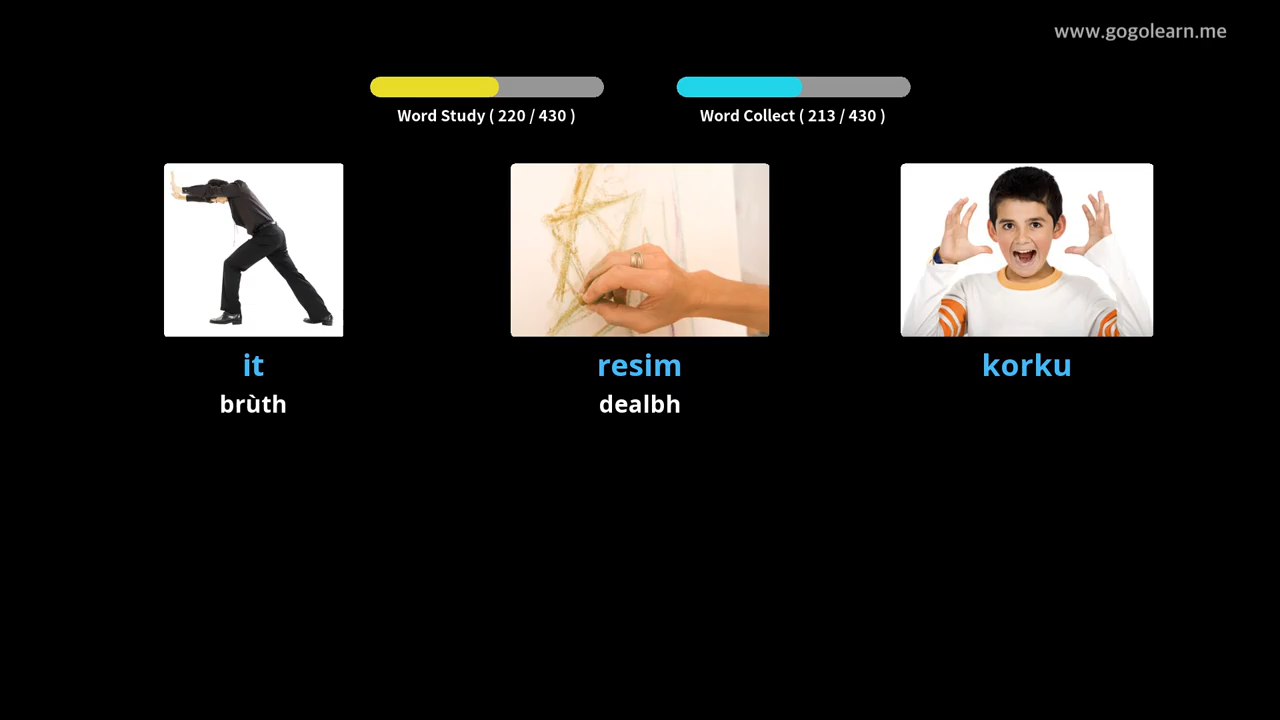 www.gogolearn.me
Word Study ( 220 / 430 )
Word Collect ( 213 / 430 )
it
resim
korku
brùth
dealbh